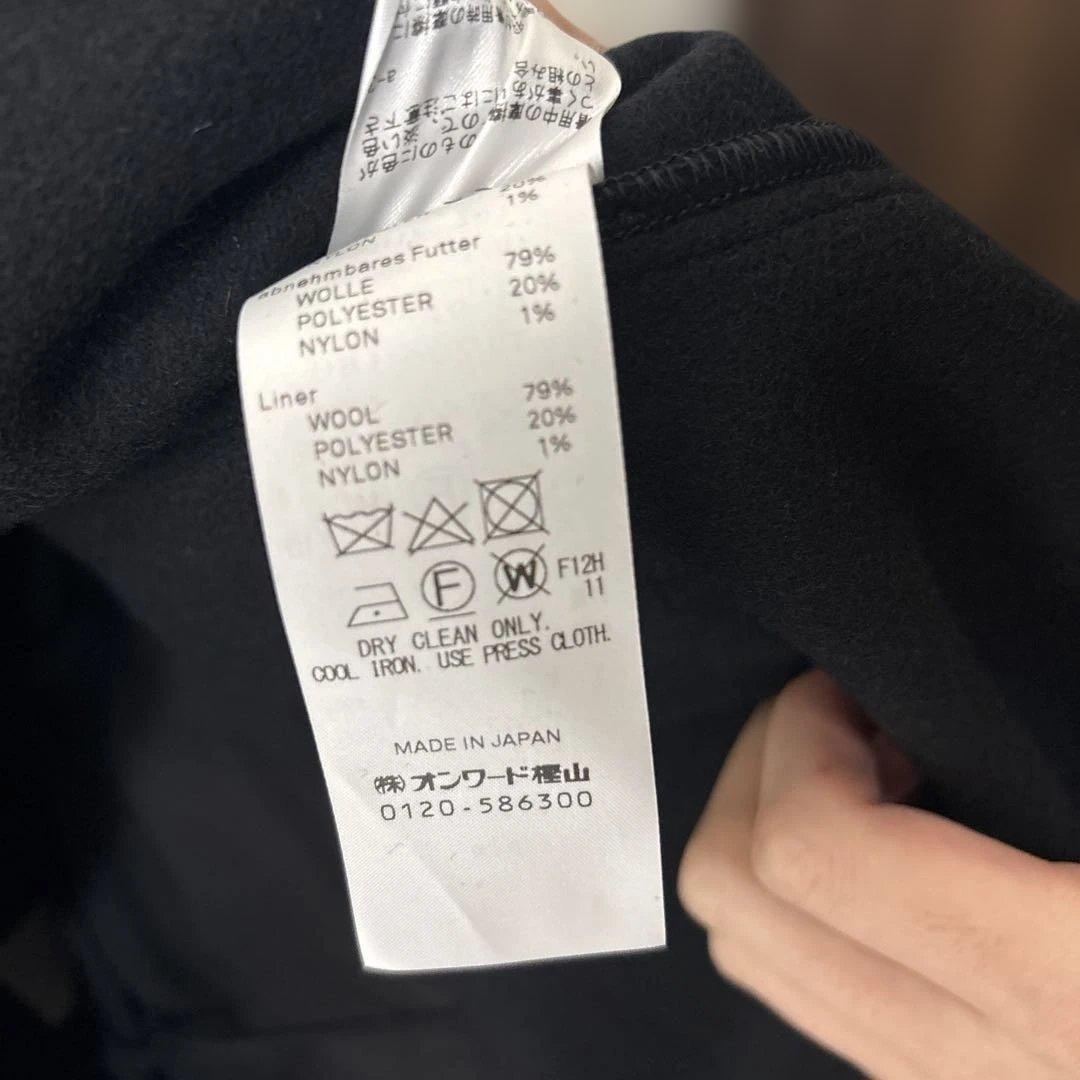 20%
1%
abnehmbares Futter
WOLLE 79%
POLYESTER 20%
NYLON 1%
Liner
WOOL 79%
POLYESTER 20%
NYLON 1%
F W F12H
11
DRY CLEAN ONLY.
COOL IRON. USE PRESS CLOTH.
MADE IN JAPAN
㈱オンワード樫山
0120-586300